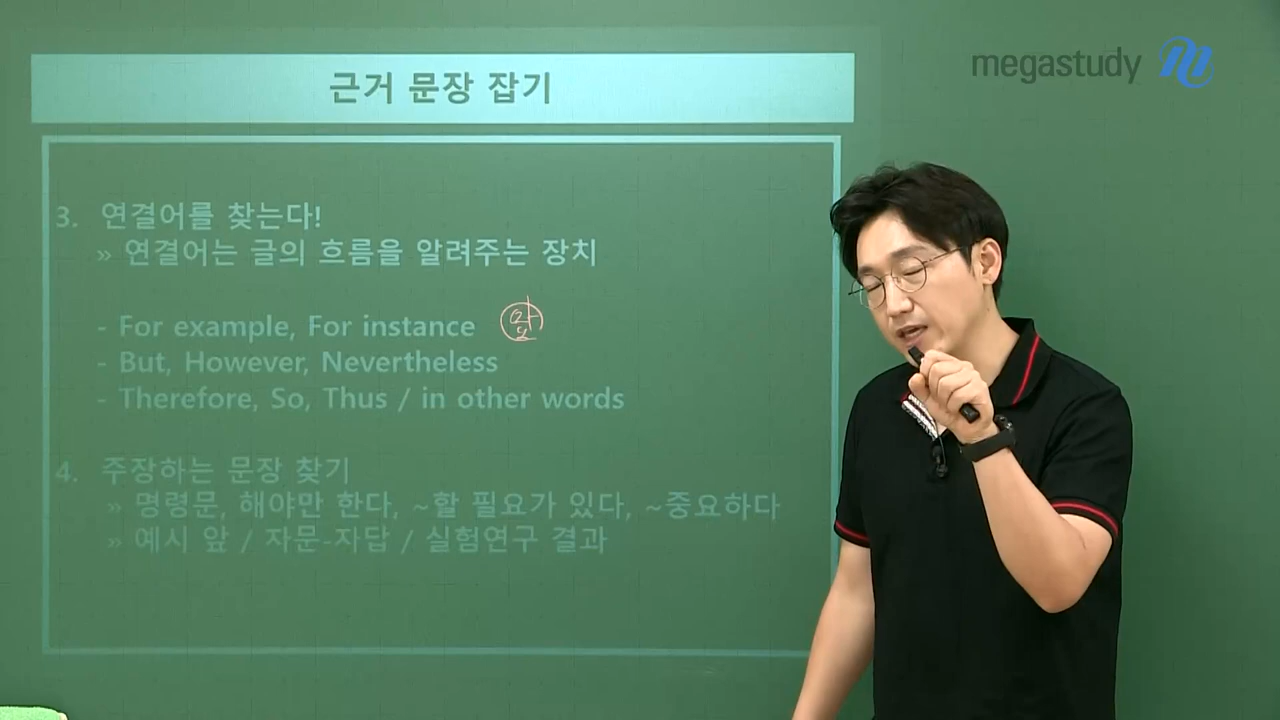 megastudy
근거 문장 잡기
3. 연결어를 찾는다!
» 연결어는 글의 흐름을 알려주는 장치
- For example, For instance 앞
- But, However, Nevertheless
- Therefore, So, Thus / in other words
4. 주장하는 문장 찾기
» 명령문, 해야만 한다, ~할 필요가 있다, ~중요하다
» 예시 앞 / 자문-자답 / 실험연구 결과